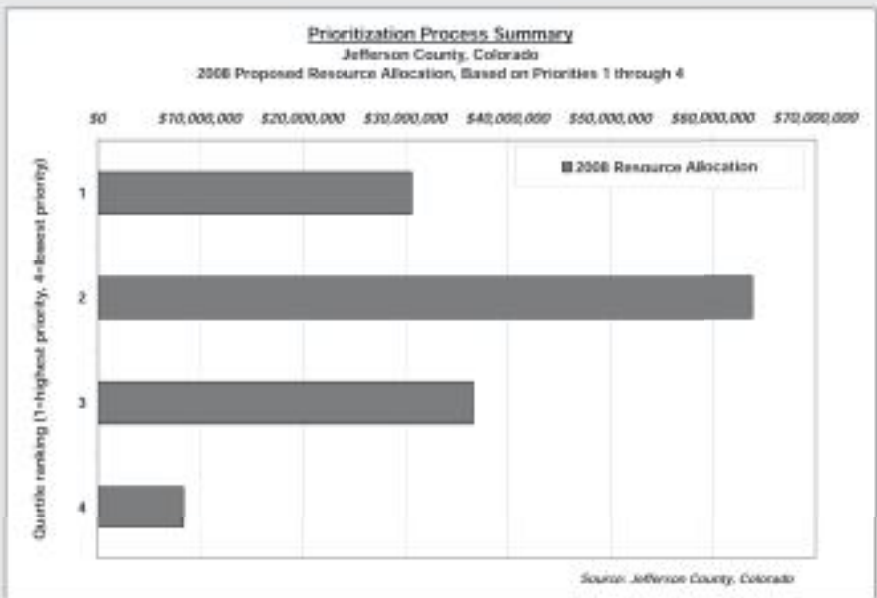 Prioritization Process Summary
Jefferson County, Colorado
2008 Proposed Resource Allocation, Based on Priorities 1 through 4
$0 $10,000,000 $20,000,000 $30,000,000 $40,000,000 $50,000,000 $60,000,000 $70,000,000
2008 Resource Allocation
Quartile ranking (1=highest priority, 4=lowest priority)
1
2
3
4
Source: Jefferson County, Colorado